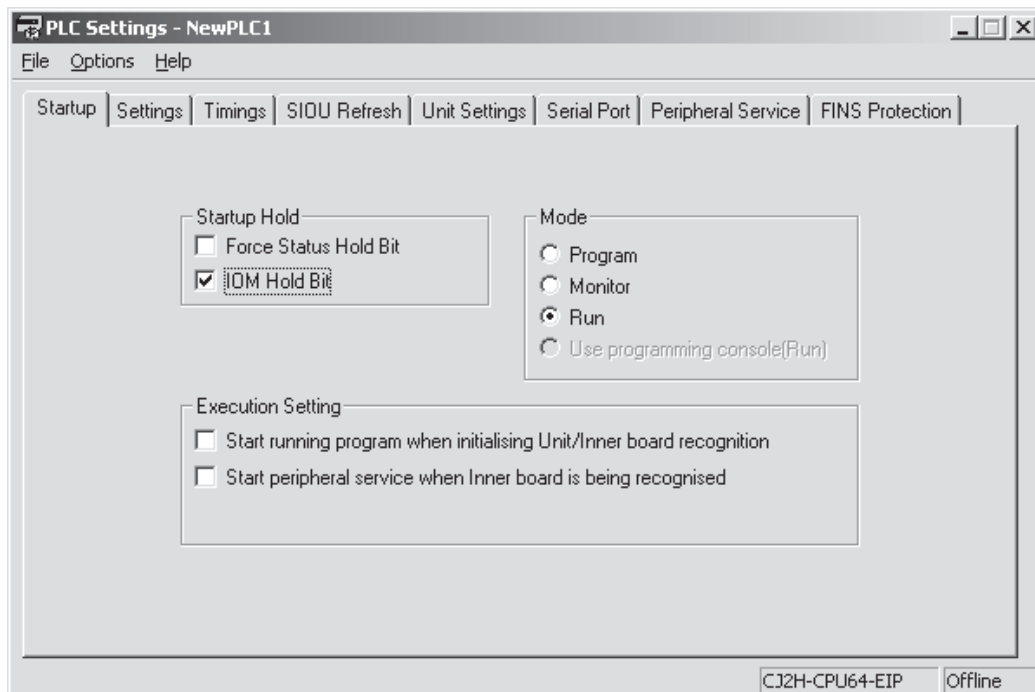 PLC Settings - NewPLC1
File Options Help
Startup Settings Timings SIOU Refresh Unit Settings Serial Port Peripheral Service FINS Protection
Startup Hold
Force Status Hold Bit
IOM Hold Bit
Mode
Program
Monitor
Run
Use programming console(Run)
Execution Setting
Start running program when initialising Unit/Inner board recognition
Start peripheral service when Inner board is being recognised
CJ2H-CPU64-EIP Offline